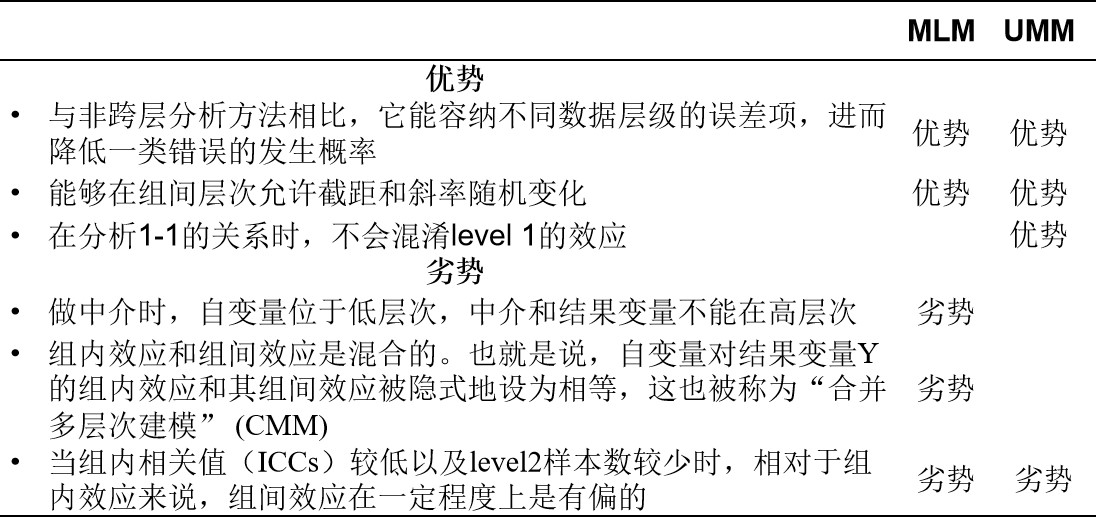 MLM UMM
优势
• 与非跨层分析方法相比，它能容纳不同数据层级的误差项，进而
降低一类错误的发生概率 优势 优势
• 能够在组间层次允许截距和斜率随机变化 优势 优势
• 在分析1-1的关系时，不会混淆level 1的效应 优势
劣势
• 做中介时，自变量位于低层次，中介和结果变量不能在高层次 劣势
• 组内效应和组间效应是混合的。也就是说，自变量对结果变量Y
的组内效应和其组间效应被隐式地设为相等，这也被称为“合并 劣势
多层次建模” (CMM)
• 当组内相关值（ICCs）较低以及level2样本数较少时，相对于组
内效应来说，组间效应在一定程度上是有偏的 劣势 劣势